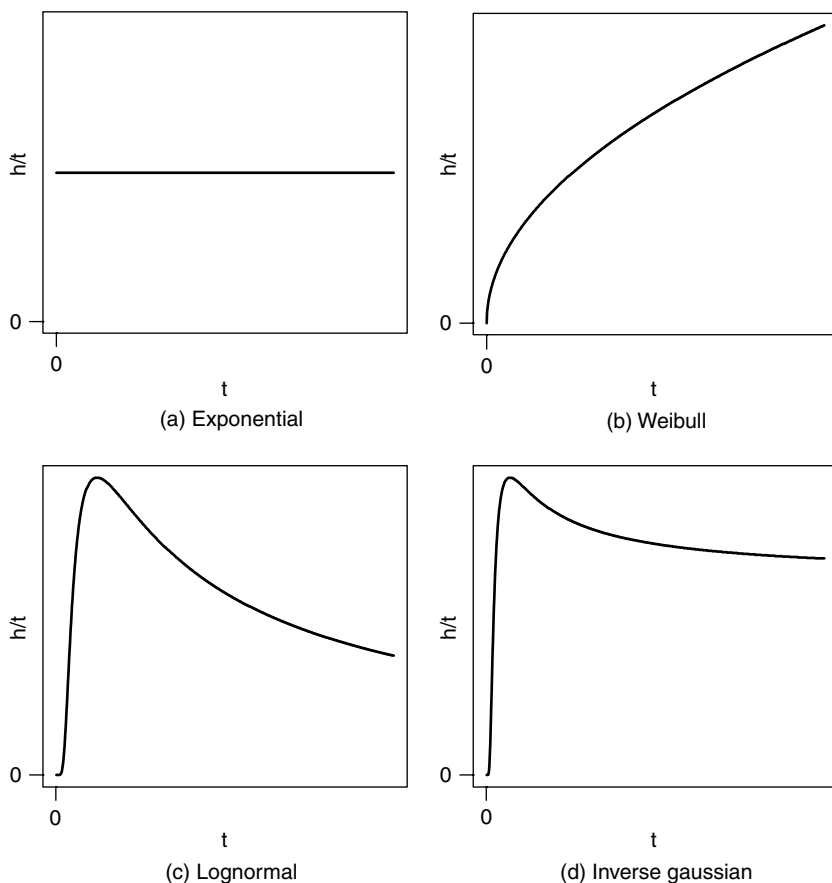 h/t
0
0
t
(a) Exponential
h/t
0
0
t
(b) Weibull
h/t
0
0
t
(c) Lognormal
h/t
0
0
t
(d) Inverse gaussian